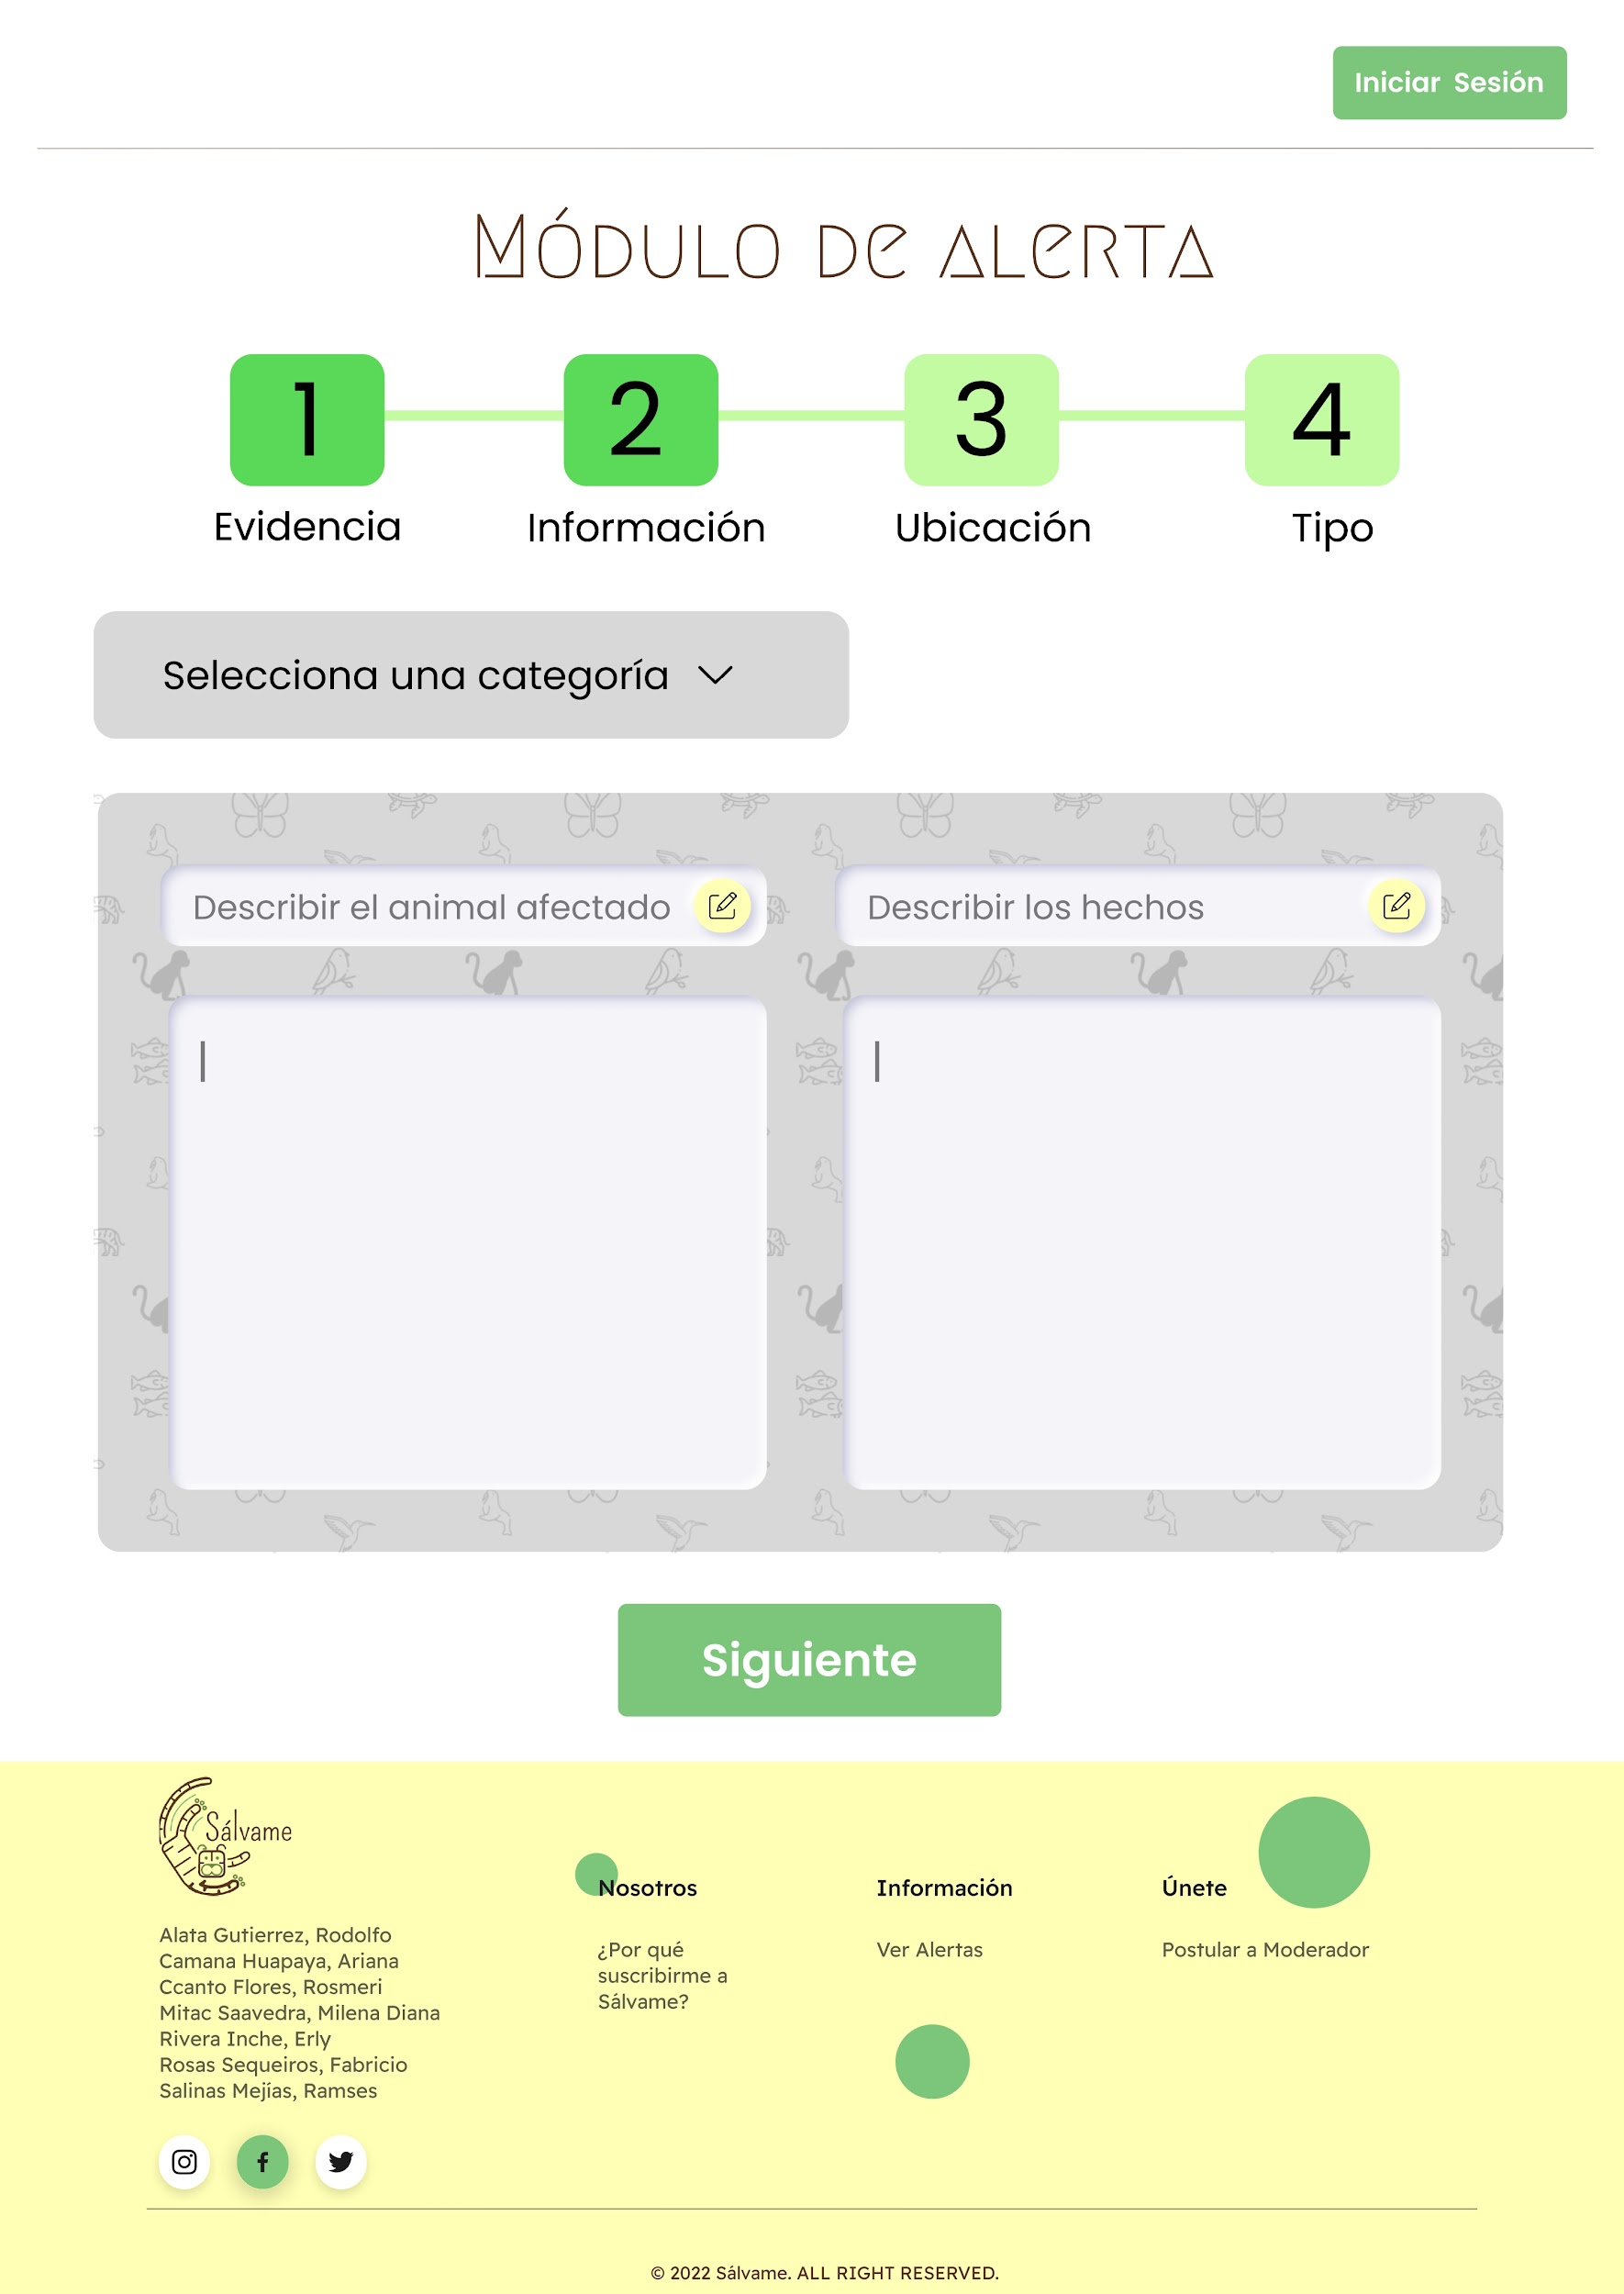 Iniciar Sesión
Módulo de alerta
1
2
3
4
Evidencia
Información
Ubicación
Tipo
Selecciona una categoría
Describir el animal afectado
Describir los hechos
Siguiente
Sálvame
Alata Gutierrez, Rodolfo
Camana Huapaya, Ariana
Ccanto Flores, Rosmeri
Mitac Saavedra, Milena Diana
Rivera Inche, Erly
Rosas Sequeiros, Fabricio
Salinas Mejías, Ramses
Nosotros
¿Por qué
suscribirme a
Sálvame?
Información
Ver Alertas
Únete
Postular a Moderador
© 2022 Sálvame. ALL RIGHT RESERVED.